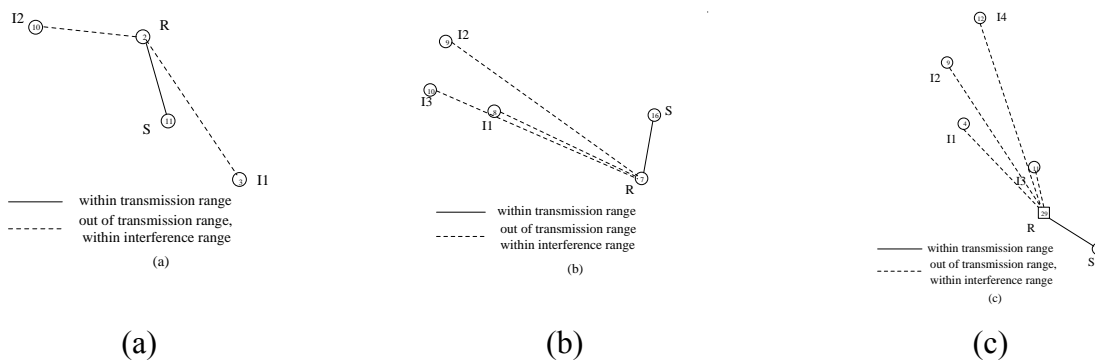 I2
10
R
2
11
S
3
I1
within transmission range
out of transmission range,
within interference range
(a)
I2
9
10
I3
8
I1
16
S
7
R
within transmission range
out of transmission range
within interference range
(b)
I4
12
9
I2
4
I1
I3
29
R
S
within transmission range
out of transmission range,
within interference range
(c)
(a)
(b)
(c)